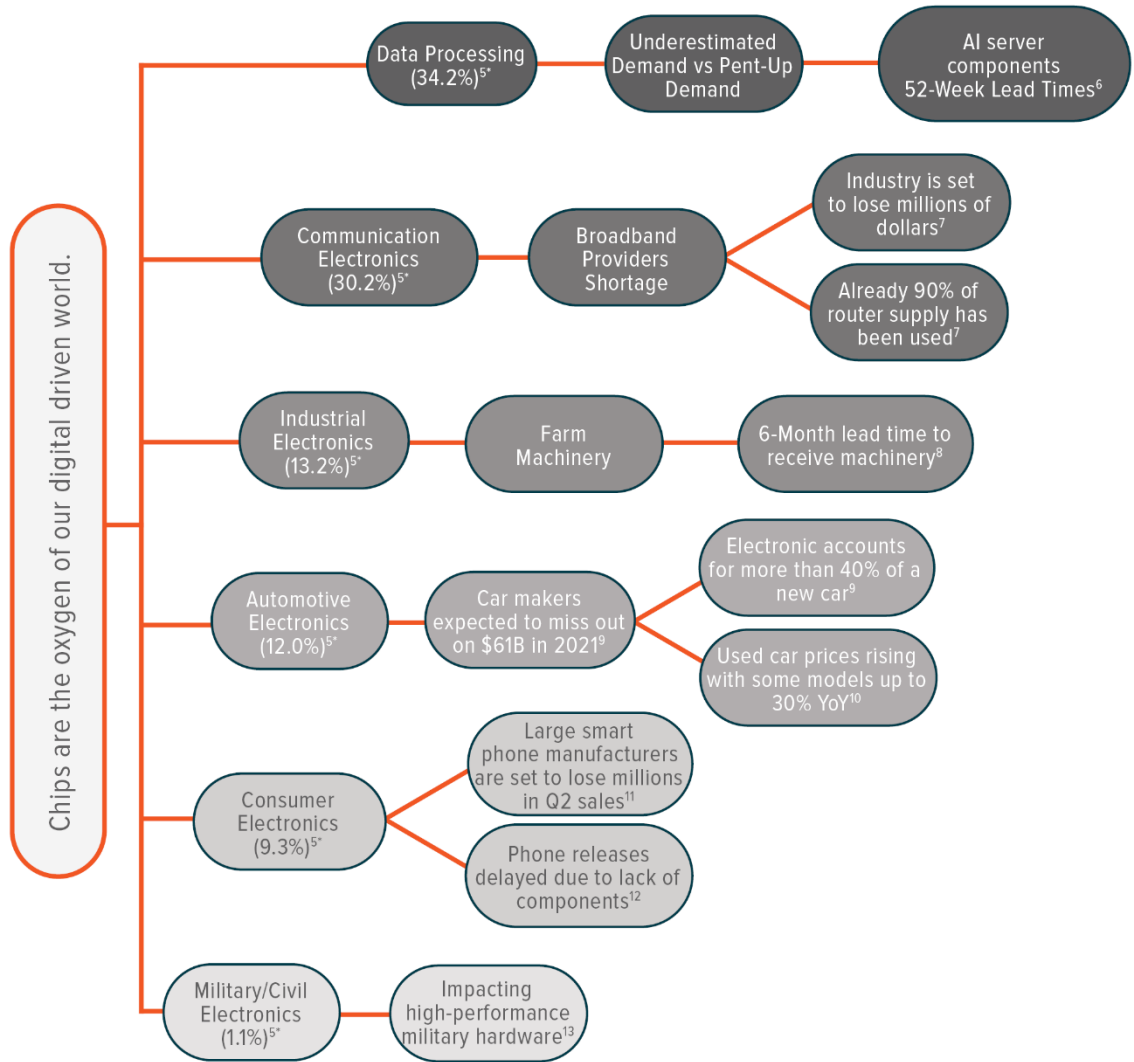 Chips are the oxygen of our digital driven world.
Data Processing
(34.2%)5*
Underestimated
Demand vs Pent-Up
Demand
AI server
components
52-Week Lead Times6
Communication
Electronics
(30.2%)5*
Broadband
Providers
Shortage
Industry is set
to lose millions of
dollars7
Already 90% of
router supply has
been used7
Industrial
Electronics
(13.2%)5*
Farm
Machinery
6-Month lead time to
receive machinery8
Automotive
Electronics
(12.0%)5*
Car makers
expected to miss out
on $61B in 20219
Electronic accounts
for more than 40% of a
new car9
Used car prices rising
with some models up to
30% YoY10
Consumer
Electronics
(9.3%)5*
Large smart
phone manufacturers
are set to lose millions
in Q2 sales11
Phone releases
delayed due to lack of
components12
Military/Civil
Electronics
(1.1%)5*
Impacting
high-performance
military hardware13